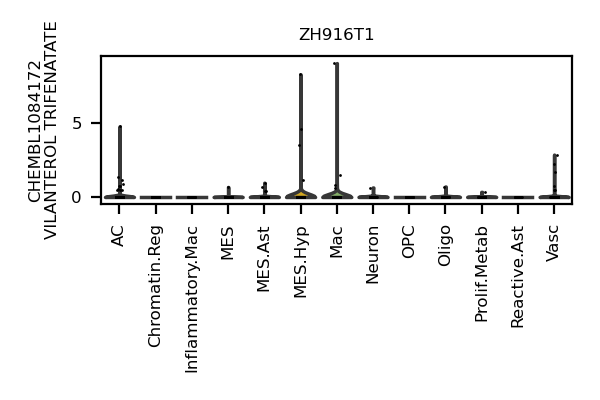 ZH916T1
CHEMBL1084172
VILANTEROL TRIFENATATE
5
0
AC
Chromatin.Reg
Inflammatory.Mac
MES
MES.Ast
MES.Hyp
Mac
Neuron
OPC
Oligo
Prolif.Metab
Reactive.Ast
Vasc